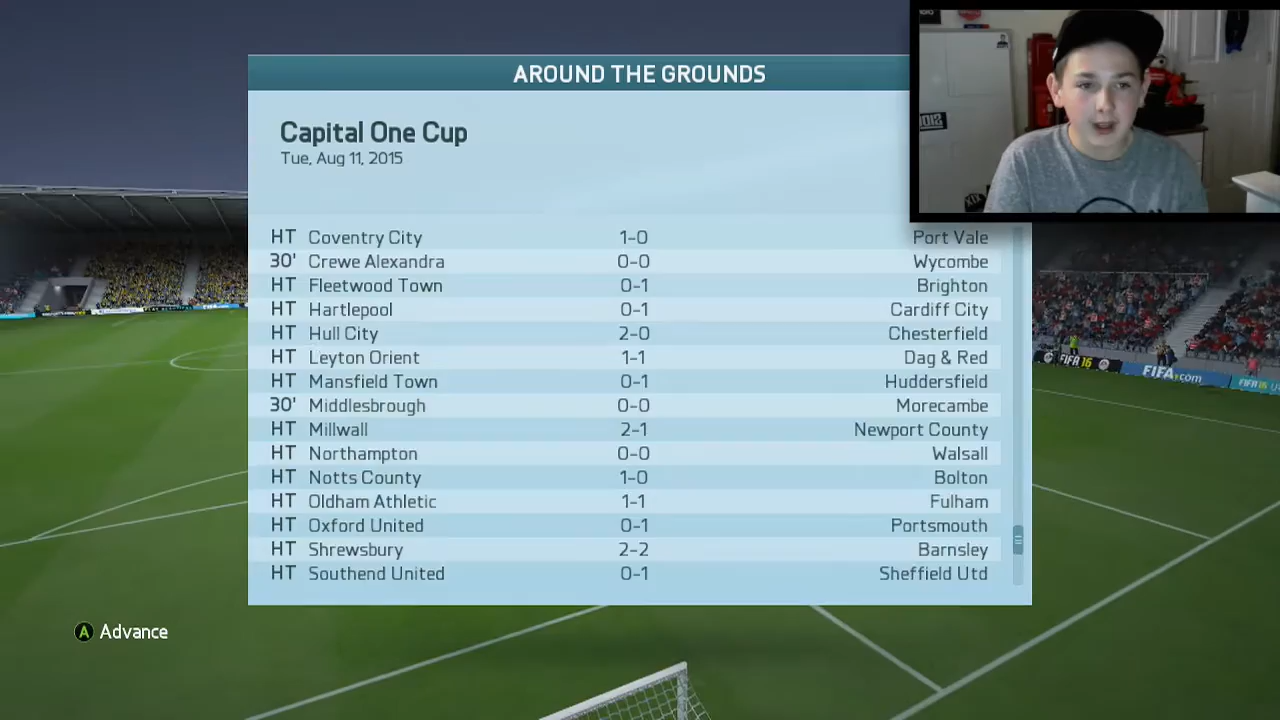 AROUND THE GROUNDS
Capital One Cup
Tue, Aug 11, 2015
HT Coventry City 1-0 Port Vale
30' Crewe Alexandra 0-0 Wycombe
HT Fleetwood Town 0-1 Brighton
HT Hartlepool 0-1 Cardiff City
HT Hull City 2-0 Chesterfield
HT Leyton Orient 1-1 Dag & Red
HT Mansfield Town 0-1 Huddersfield
30' Middlesbrough 0-0 Morecambe
HT Millwall 2-1 Newport County
HT Northampton 0-0 Walsall
HT Notts County 1-0 Bolton
HT Oldham Athletic 1-1 Fulham
HT Oxford United 0-1 Portsmouth
HT Shrewsbury 2-2 Barnsley
HT Southend United 0-1 Sheffield Utd
A Advance
FIFA 16
FIFA.com
FIFA